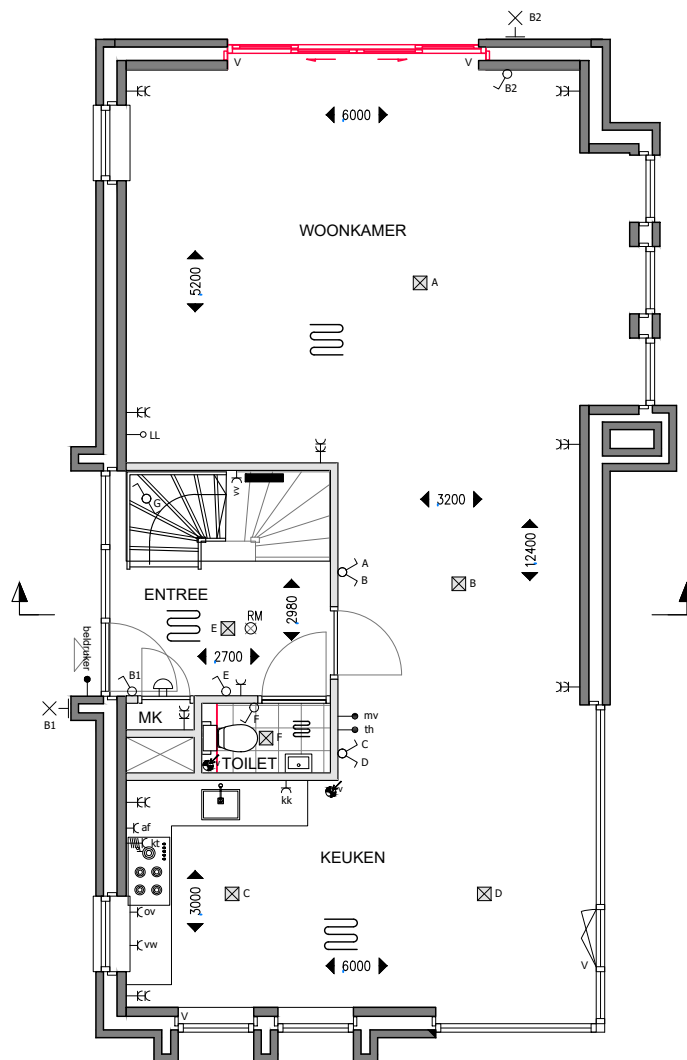 B2
V
V
B2
6000
WOONKAMER
5200
A
LL
vv
G
3200
12400
A
B
B
ENTREE
2980
RM
E
2700
beldrukker
B1
E
MK
F
B1
mv
th
F
C
D
TOILET
v
v
kk
af
kt
KEUKEN
3000
C
D
ov
vw
6000
V
V